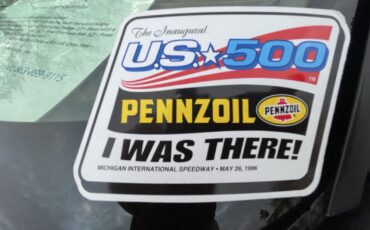 The Inaugural
U.S. 500
TM
PENNZOIL
PENNZOIL
I WAS THERE!
MICHIGAN INTERNATIONAL SPEEDWAY • MAY 26, 1996